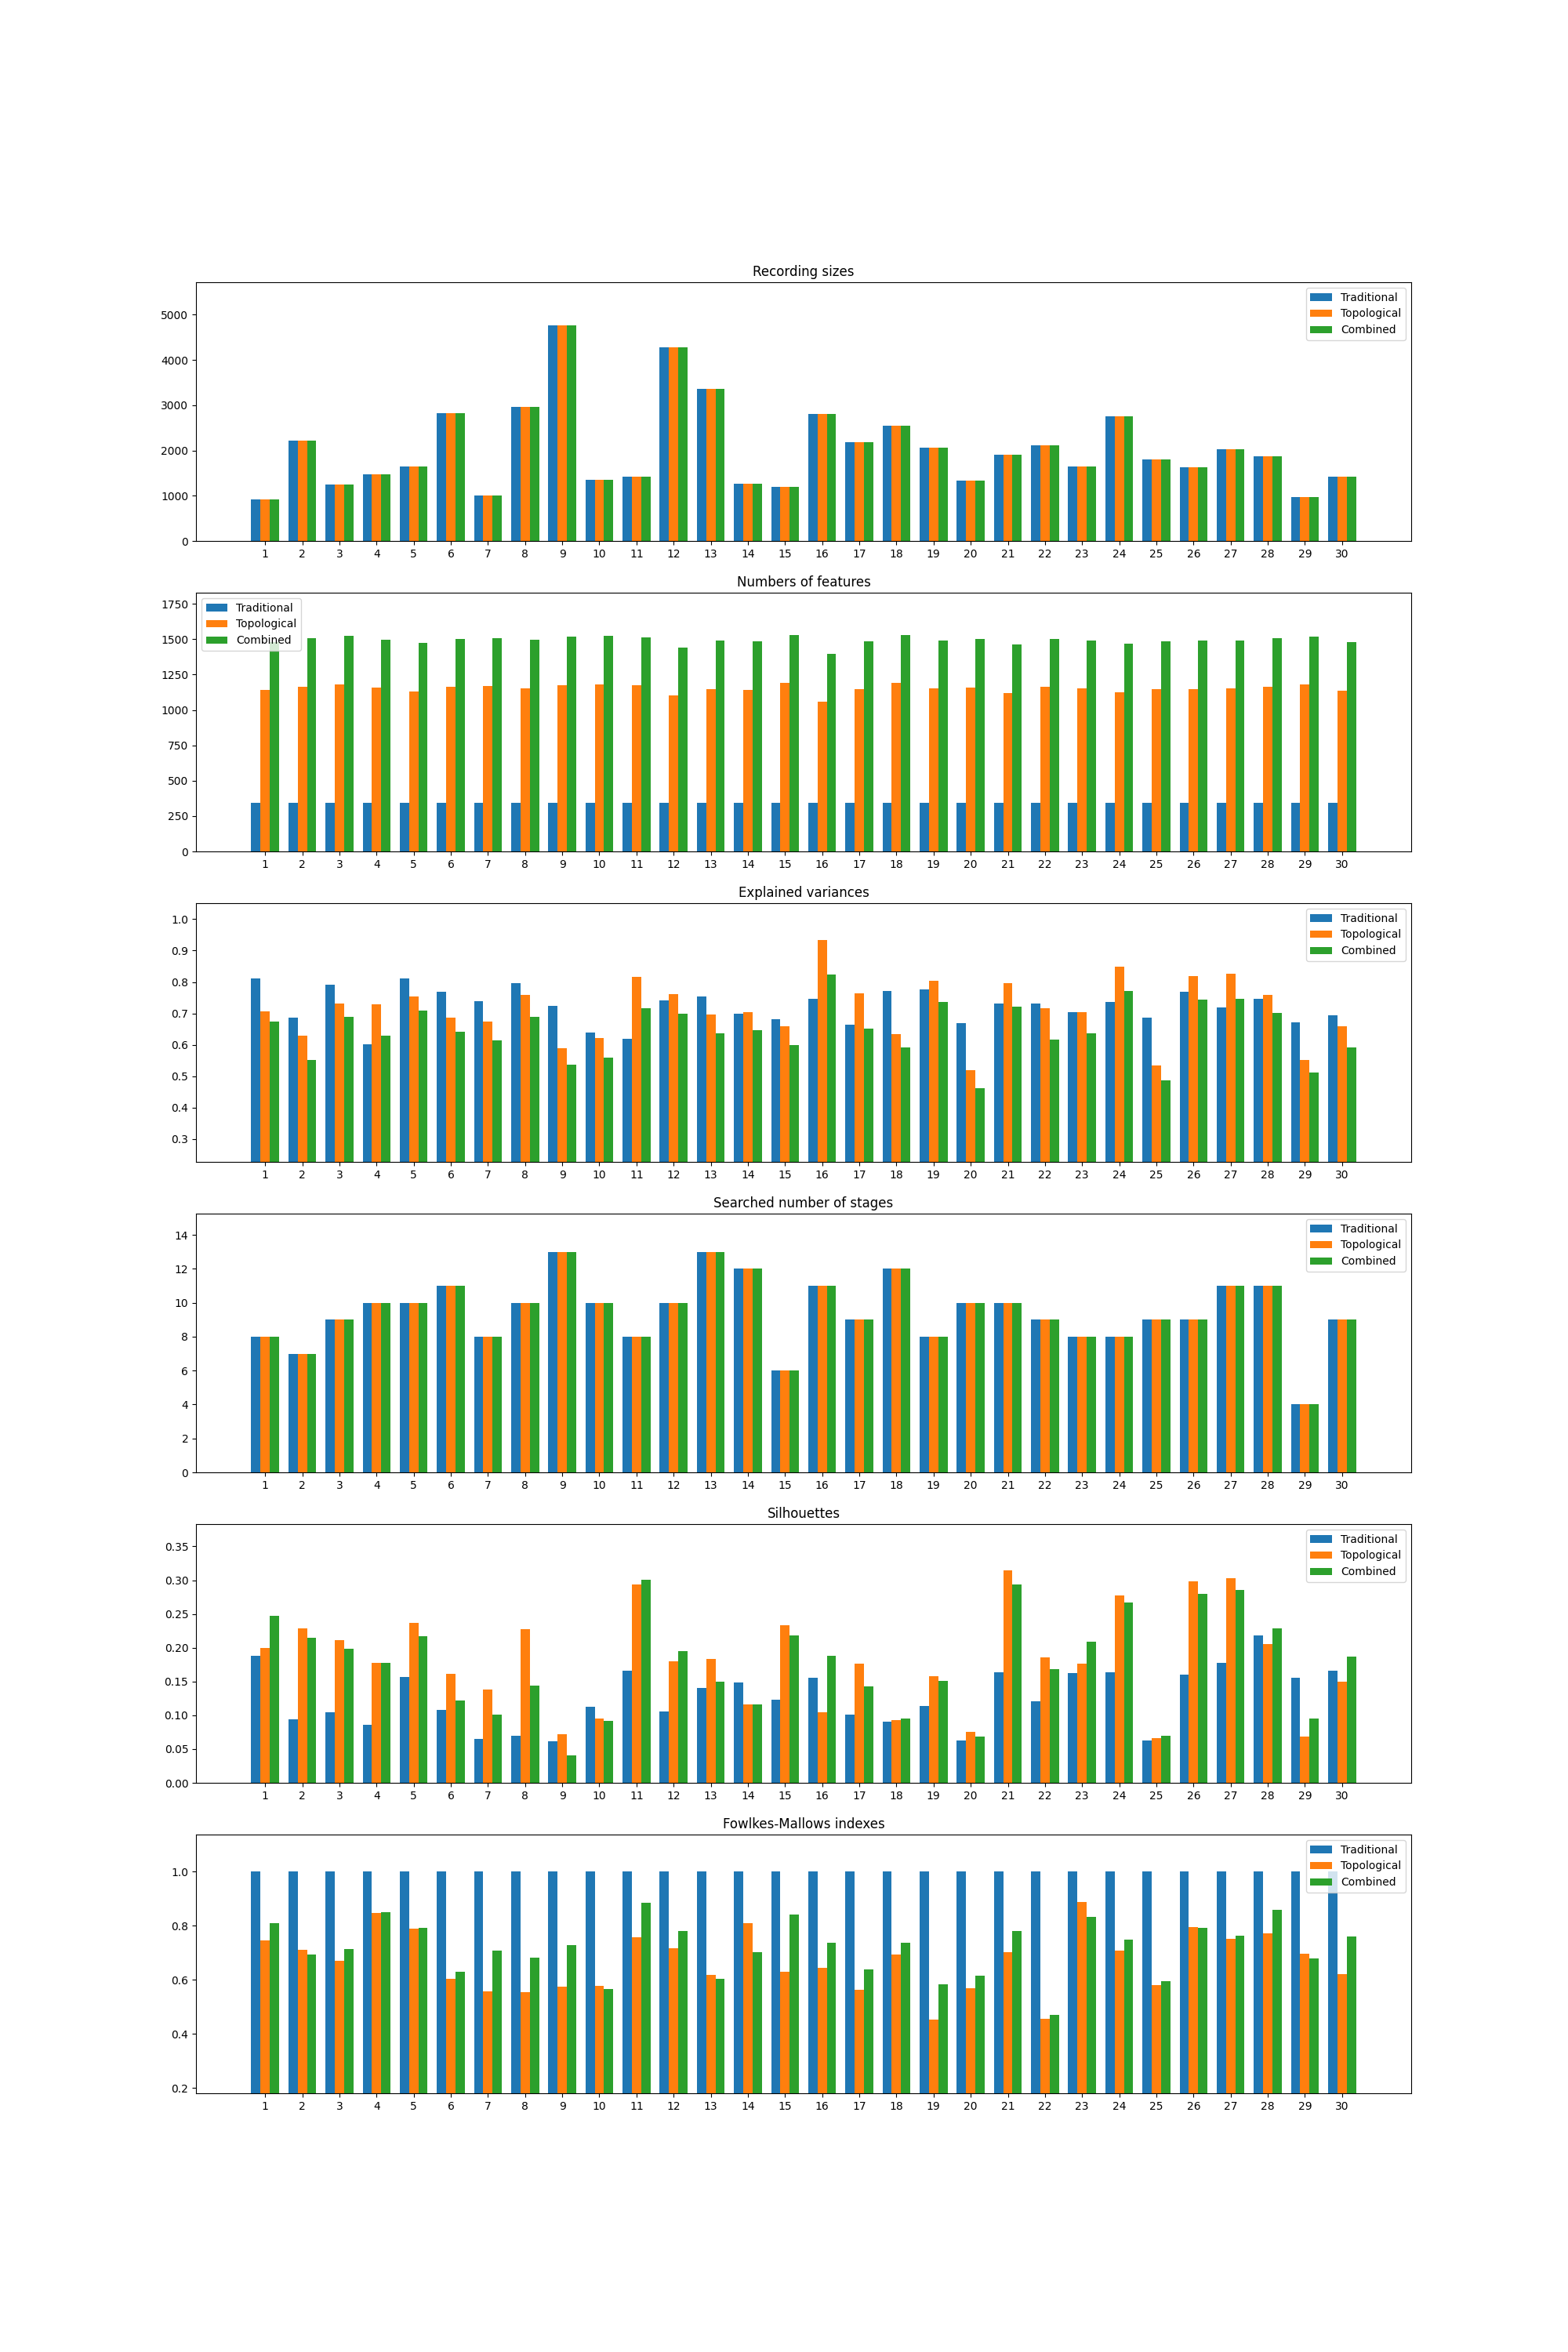 Recording sizes
5000
4000
3000
2000
1000
0
Traditional
Topological
Combined
1 2 3 4 5 6 7 8 9 10 11 12 13 14 15 16 17 18 19 20 21 22 23 24 25 26 27 28 29 30
Numbers of features
1750
1500
1250
1000
750
500
250
0
Traditional
Topological
Combined
1 2 3 4 5 6 7 8 9 10 11 12 13 14 15 16 17 18 19 20 21 22 23 24 25 26 27 28 29 30
Explained variances
1.0
0.9
0.8
0.7
0.6
0.5
0.4
0.3
Traditional
Topological
Combined
1 2 3 4 5 6 7 8 9 10 11 12 13 14 15 16 17 18 19 20 21 22 23 24 25 26 27 28 29 30
Searched number of stages
14
12
10
8
6
4
2
0
Traditional
Topological
Combined
1 2 3 4 5 6 7 8 9 10 11 12 13 14 15 16 17 18 19 20 21 22 23 24 25 26 27 28 29 30
Silhouettes
0.35
0.30
0.25
0.20
0.15
0.10
0.05
0.00
Traditional
Topological
Combined
1 2 3 4 5 6 7 8 9 10 11 12 13 14 15 16 17 18 19 20 21 22 23 24 25 26 27 28 29 30
Fowlkes-Mallows indexes
1.0
0.8
0.6
0.4
0.2
Traditional
Topological
Combined
1 2 3 4 5 6 7 8 9 10 11 12 13 14 15 16 17 18 19 20 21 22 23 24 25 26 27 28 29 30